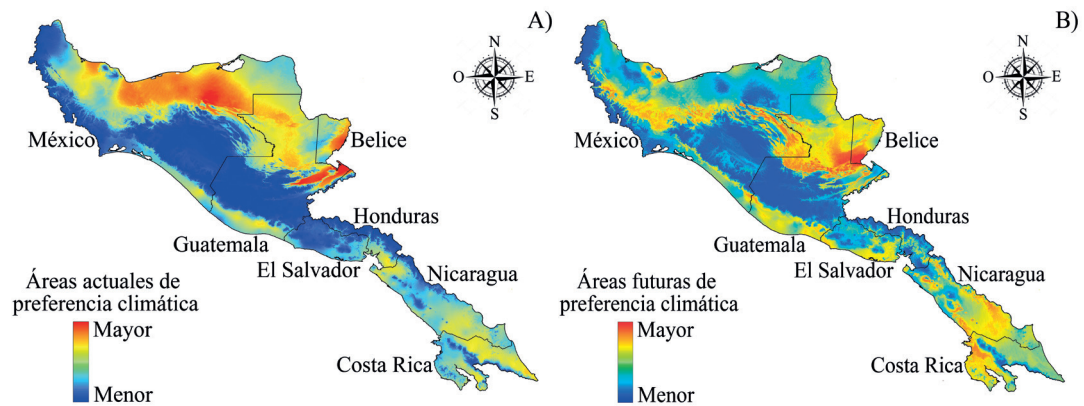 A)
N
O E
S
México
Belice
Honduras
Guatemala
El Salvador
Nicaragua
Costa Rica
Áreas actuales de
preferencia climática
Mayor
Menor
B)
N
O E
S
México
Belice
Honduras
Guatemala
El Salvador
Nicaragua
Costa Rica
Áreas futuras de
preferencia climática
Mayor
Menor